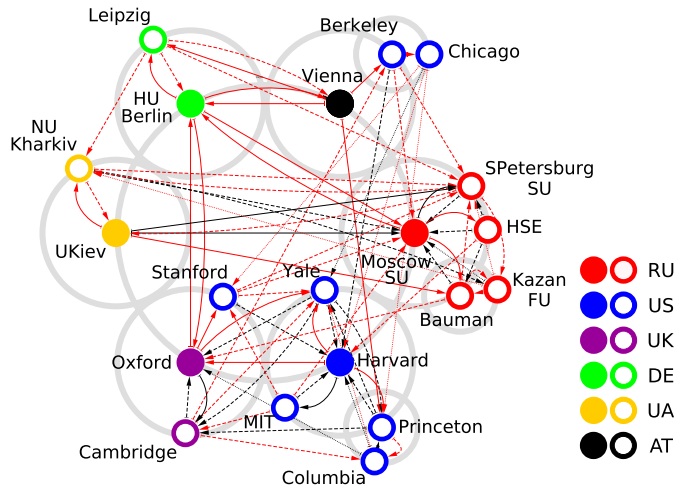 Leipzig
Berkeley
Chicago
Vienna
HU
Berlin
NU
Kharkiv
SPetersburg
SU
HSE
UKiev
Moscow
SU
Stanford
Yale
Kazan
FU
Bauman
Oxford
Harvard
MIT
Princeton
Cambridge
Columbia
RU
US
UK
DE
UA
AT